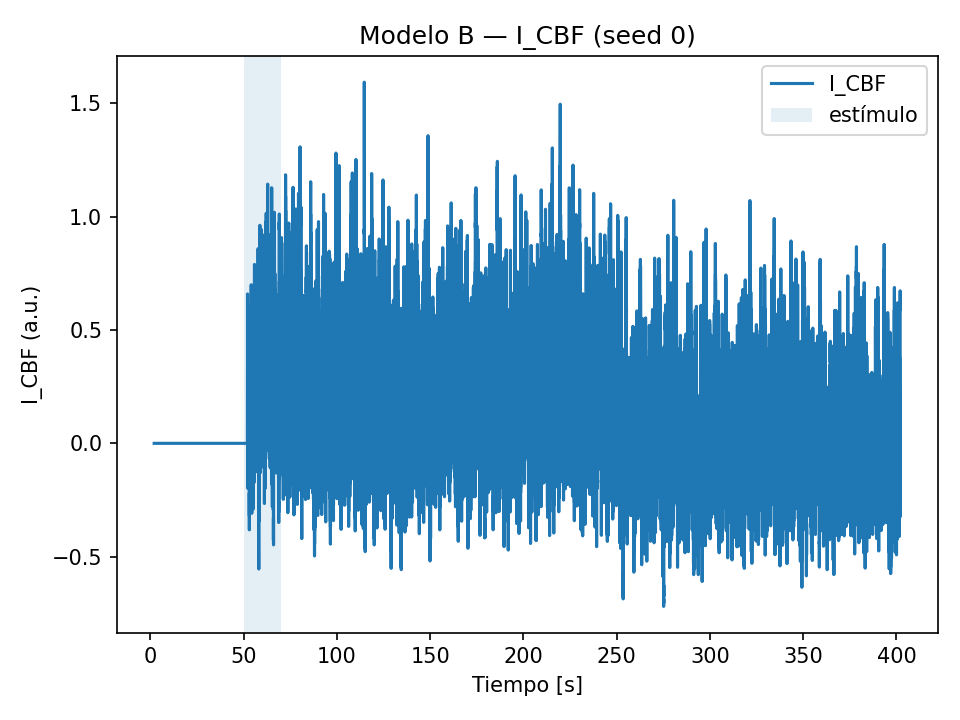 Modelo B — I_CBF (seed 0)
I_CBF
estímulo
I_CBF (a.u.)
1.5
1.0
0.5
0.0
−0.5
0 50 100 150 200 250 300 350 400
Tiempo [s]